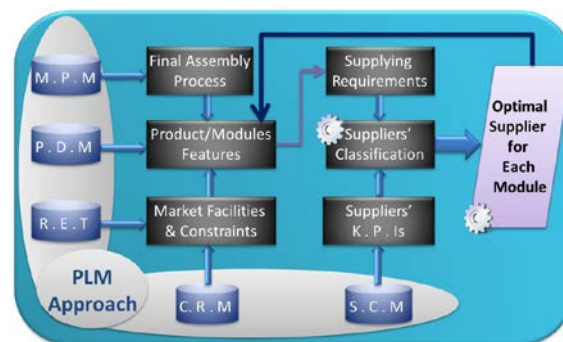 M.P.M
Final Assembly
Process
Supplying
Requirements
P.D.M
Product/Modules
Features
Suppliers'
Classification
Optimal
Supplier
for
Each
Module
R.E.T
Market Facilities
& Constraints
Suppliers'
K.P.Is
PLM
Approach
C.R.M
S.C.M